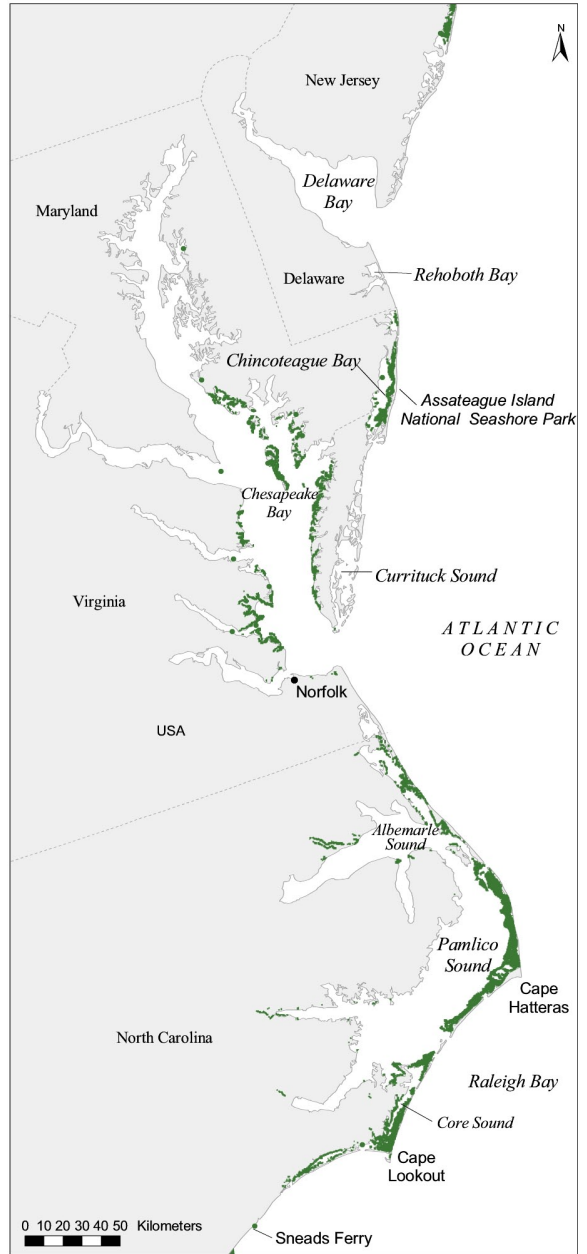 N
New Jersey
Delaware
Bay
Maryland
Delaware
Rehoboth Bay
Chincoteague Bay
Assateague Island
National Seashore Park
Chesapeake
Bay
Currituck Sound
Virginia
ATLANTIC
OCEAN
Norfolk
USA
Albemarle
Sound
Pamlico
Sound
Cape
Hatteras
North Carolina
Raleigh Bay
Core Sound
Cape
Lookout
0 10 20 30 40 50 Kilometers
Sneads Ferry